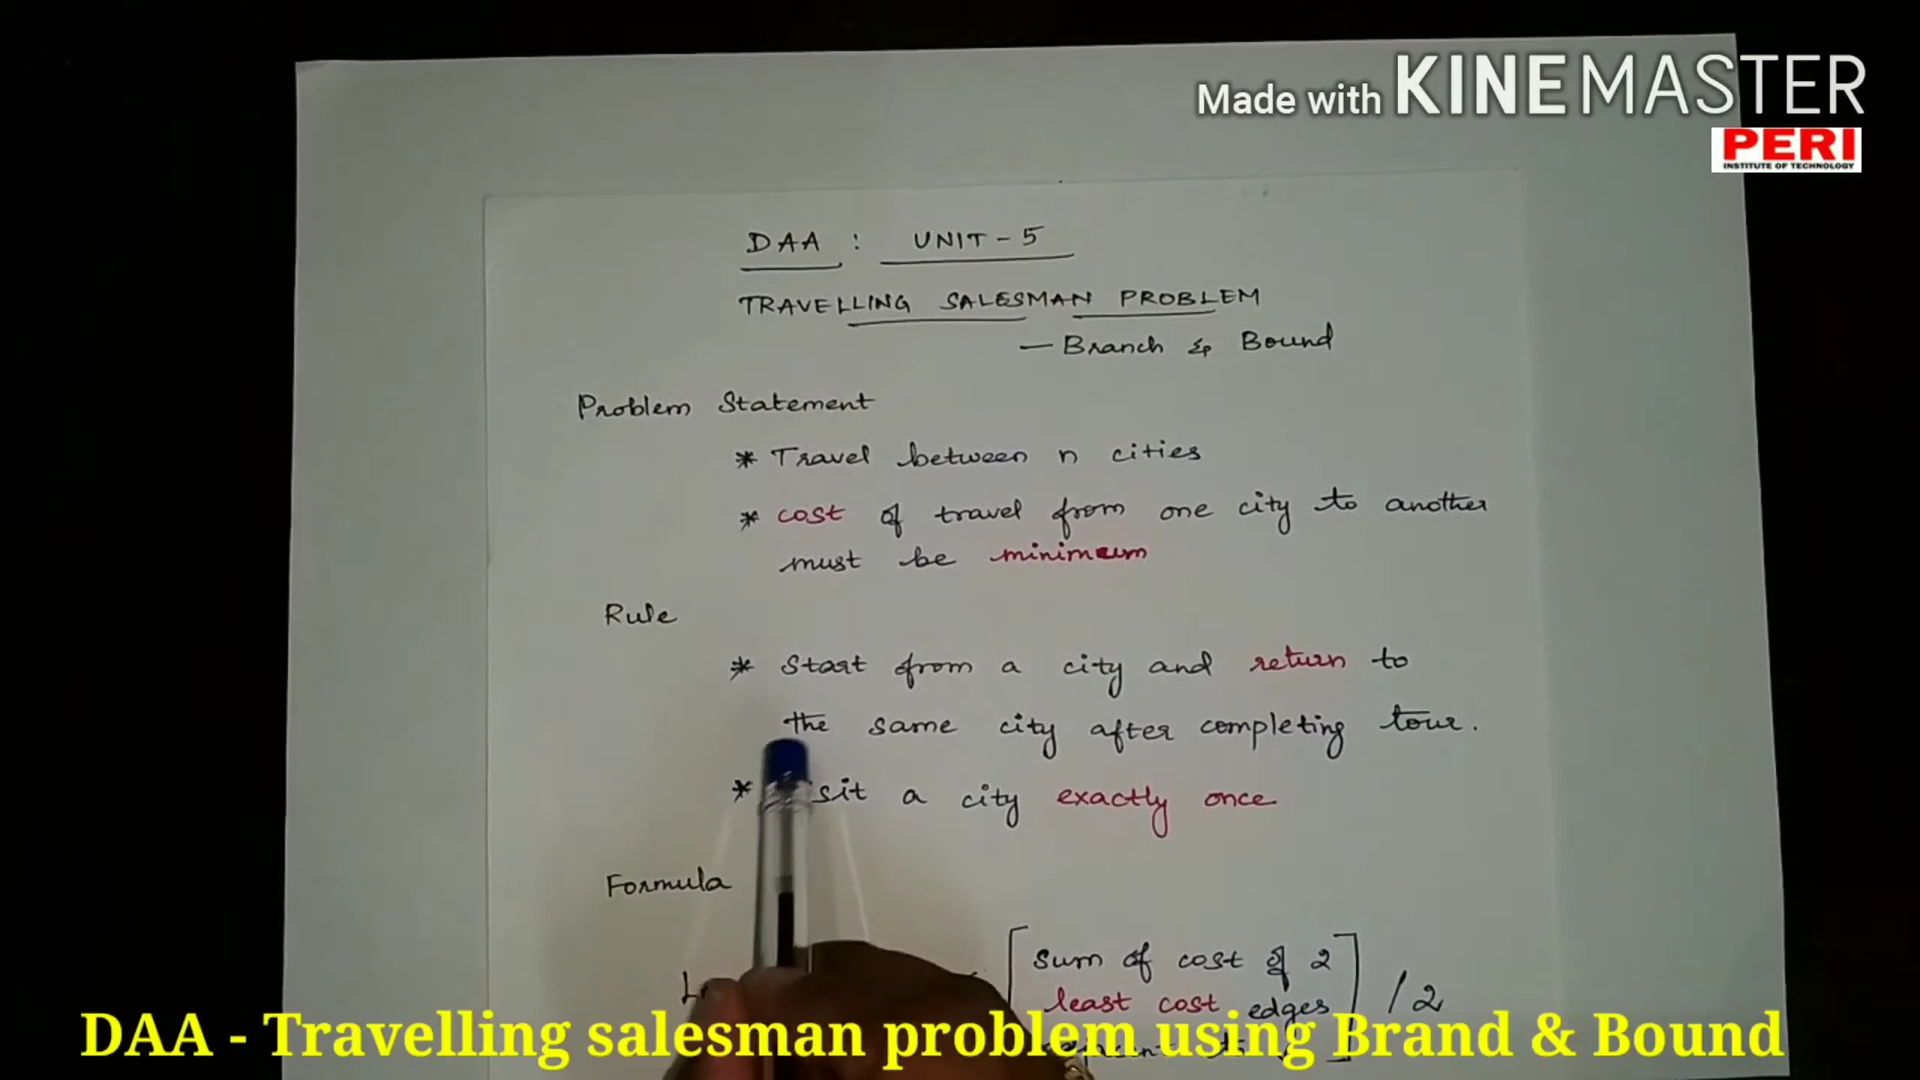 Made with KINEMASTER
PERI
INSTITUTE OF TECHNOLOGY
DAA : UNIT - 5
TRAVELLING SALESMAN PROBLEM
— Branch & Bound
Problem Statement
* Travel between n cities
* cost of travel from one city to another
must be minimum
Rule
* Start from a city and return to
the same city after completing tour.
* sit a city exactly once
Formula
[ sum of cost of 2
least cost edges ] / 2
DAA - Travelling salesman problem using Brand & Bound